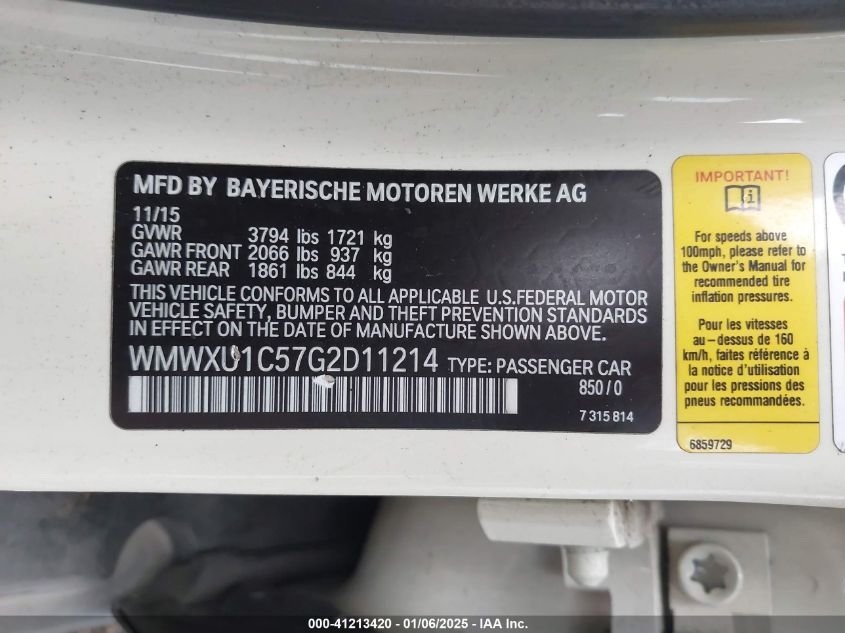 MFD BY BAYERISCHE MOTOREN WERKE AG
11/15
GVWR 3794 lbs 1721 kg
GAWR FRONT 2066 lbs 937 kg
GAWR REAR 1861 lbs 844 kg
THIS VEHICLE CONFORMS TO ALL APPLICABLE U.S.FEDERAL MOTOR
VEHICLE SAFETY, BUMPER AND THEFT PREVENTION STANDARDS
IN EFFECT ON THE DATE OF MANUFACTURE SHOWN ABOVE.
WMWXU1C57G2D11214 TYPE: PASSENGER CAR
850/0
7 315 814
IMPORTANT!
For speeds above
100mph, please refer to
the Owner's Manual for
recommended tire
inflation pressures.
Pour les vitesses
au-dessus de 160
km/h, faites référence à
la notice d'utilisation
pour les pressions des
pneus recommandées.
6859729
000-41213420 - 01/06/2025 - IAA Inc.